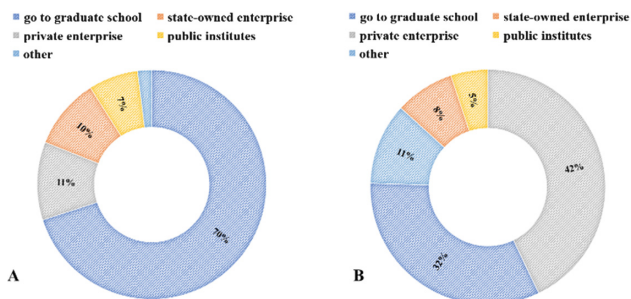 go to graduate school state-owned enterprise
private enterprise public institutes
other
7%
10%
11%
70%
A
go to graduate school state-owned enterprise
private enterprise public institutes
other
5%
8%
11%
42%
32%
B